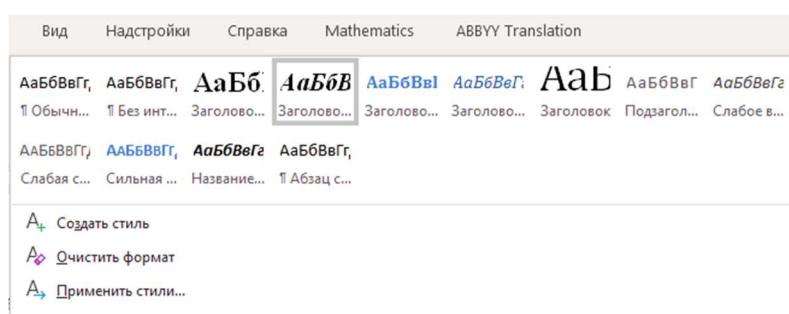 Вид Надстройки Справка Mathematics ABBYY Translation
АаБбВвГг, АаБбВвГг, АаБб АаБбВ АаБбВвІ АаБбВвГ АаБ АаБбВвГ АаБбВвГг
¶ Обычн... ¶ Без инт... Заголово... Заголово... Заголово... Заголово... Заголовок Подзагол... Слабое в...
ААББВВГГ, ААББВВГГ, АаБбВвГг АаБбВвГг,
Слабая с... Сильная ... Название... ¶ Абзац с...
Создать стиль
Очистить формат
Применить стили...